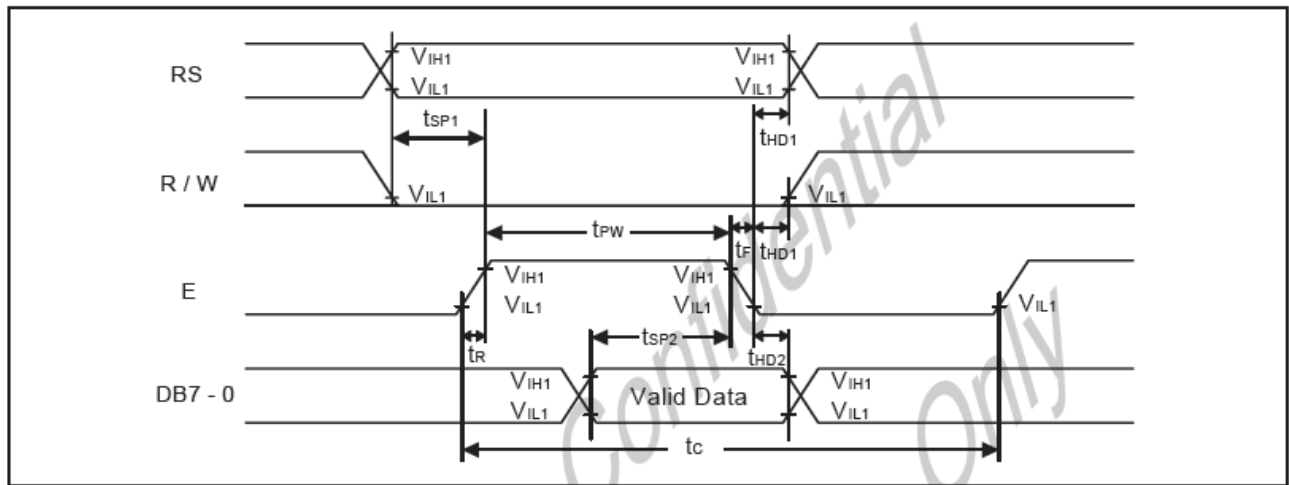 RS
VIH1 VIH1
VIL1 VIL1
tSP1
tHD1
R / W
VIL1 VIL1
tPW
tF tHD1
E
VIH1 VIH1
VIL1 VIL1 VIL1
tR
tSP2
tHD2
DB7 - 0
VIH1 Valid Data VIH1
VIL1 VIL1
tC
Confidential
Only